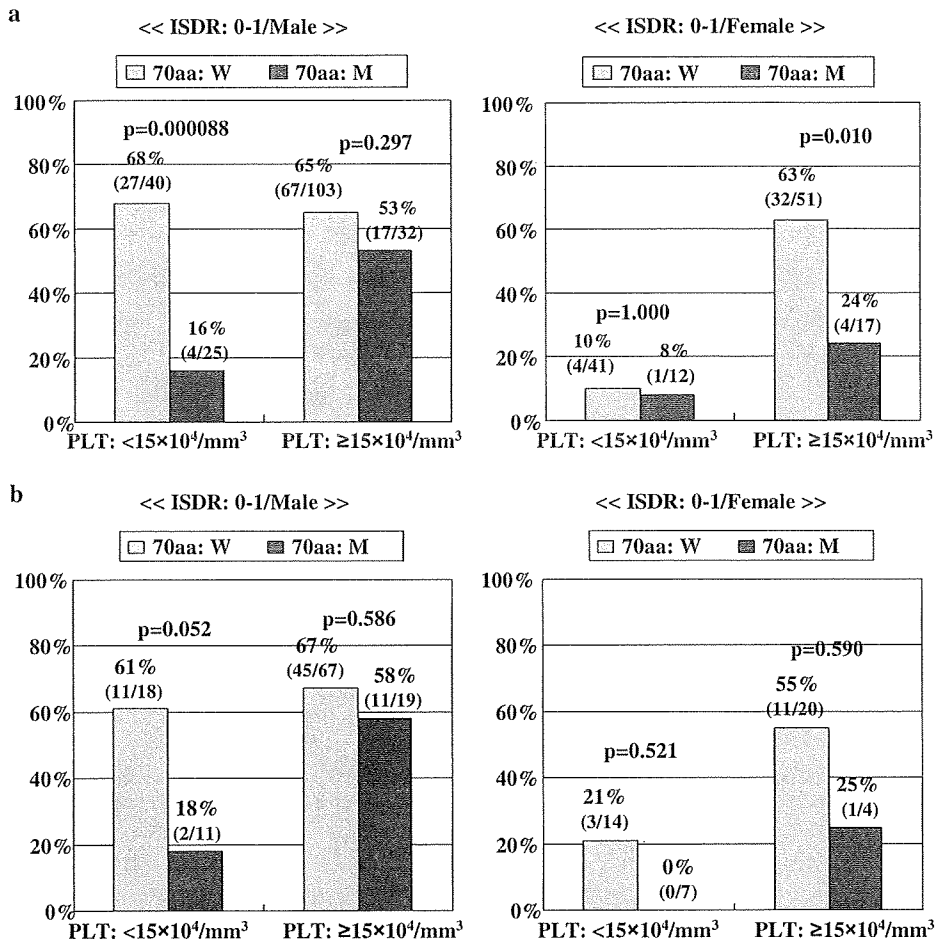 a
<< ISDR: 0-1/Male >>
70aa: W 70aa: M
100%
80%
60%
40%
20%
0%
p=0.000088
68%
(27/40)
16%
(4/25)
p=0.297
65%
(67/103)
53%
(17/32)
PLT: <15×10⁴/mm³ PLT: ≥15×10⁴/mm³
<< ISDR: 0-1/Female >>
70aa: W 70aa: M
100%
80%
60%
40%
20%
0%
p=1.000
10%
(4/41)
8%
(1/12)
p=0.010
63%
(32/51)
24%
(4/17)
PLT: <15×10⁴/mm³ PLT: ≥15×10⁴/mm³
b
<< ISDR: 0-1/Male >>
70aa: W 70aa: M
100%
80%
60%
40%
20%
0%
p=0.052
61%
(11/18)
18%
(2/11)
p=0.586
67%
(45/67)
58%
(11/19)
PLT: <15×10⁴/mm³ PLT: ≥15×10⁴/mm³
<< ISDR: 0-1/Female >>
70aa: W 70aa: M
100%
80%
60%
40%
20%
0%
p=0.521
21%
(3/14)
0%
(0/7)
p=0.590
55%
(11/20)
25%
(1/4)
PLT: <15×10⁴/mm³ PLT: ≥15×10⁴/mm³